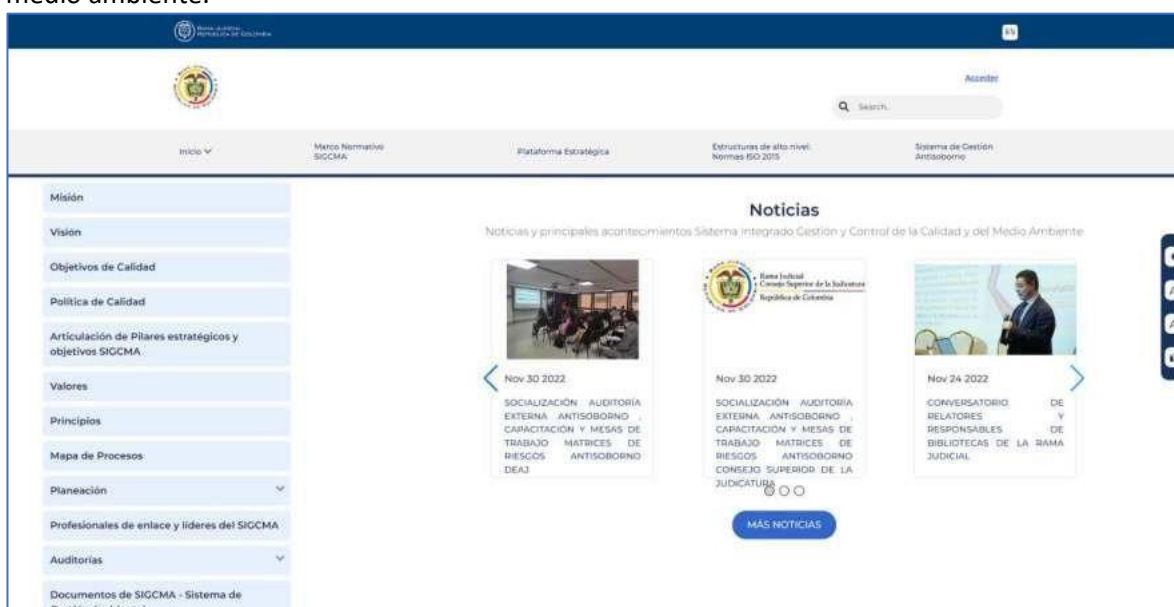 medio ambiente.
RAMA JUDICIAL
REPÚBLICA DE COLOMBIA
Acceder
Search..
Inicio
Marco Normativo
SIGCMA
Plataforma Estratégica
Estructuras de alto nivel:
Normas ISO 2015
Sistema de Gestión
Antisoborno
Misión
Visión
Objetivos de Calidad
Política de Calidad
Articulación de Pilares estratégicos y
objetivos SIGCMA
Valores
Principios
Mapa de Procesos
Planeación
Profesionales de enlace y líderes del SIGCMA
Auditorias
Documentos de SIGCMA - Sistema de
Noticias
Noticias y principales acontecimientos Sistema Integrado Gestión y Control de la Calidad y del Medio Ambiente
Nov 30 2022
SOCIALIZACIÓN AUDITORÍA
EXTERNA ANTISOBORNO ,
CAPACITACIÓN Y MESAS DE
TRABAJO MATRICES DE
RIESGOS ANTISOBORNO
DEAJ
Rama Judicial
Consejo Superior de la Judicatura
República de Colombia
Nov 30 2022
SOCIALIZACIÓN AUDITORÍA
EXTERNA ANTISOBORNO ,
CAPACITACIÓN Y MESAS DE
TRABAJO MATRICES DE
RIESGOS ANTISOBORNO
CONSEJO SUPERIOR DE LA
JUDICATURA
Nov 24 2022
CONVERSATORIO DE
RELATORES Y
RESPONSABLES DE
BIBLIOTECAS DE LA RAMA
JUDICIAL
MÁS NOTICIAS